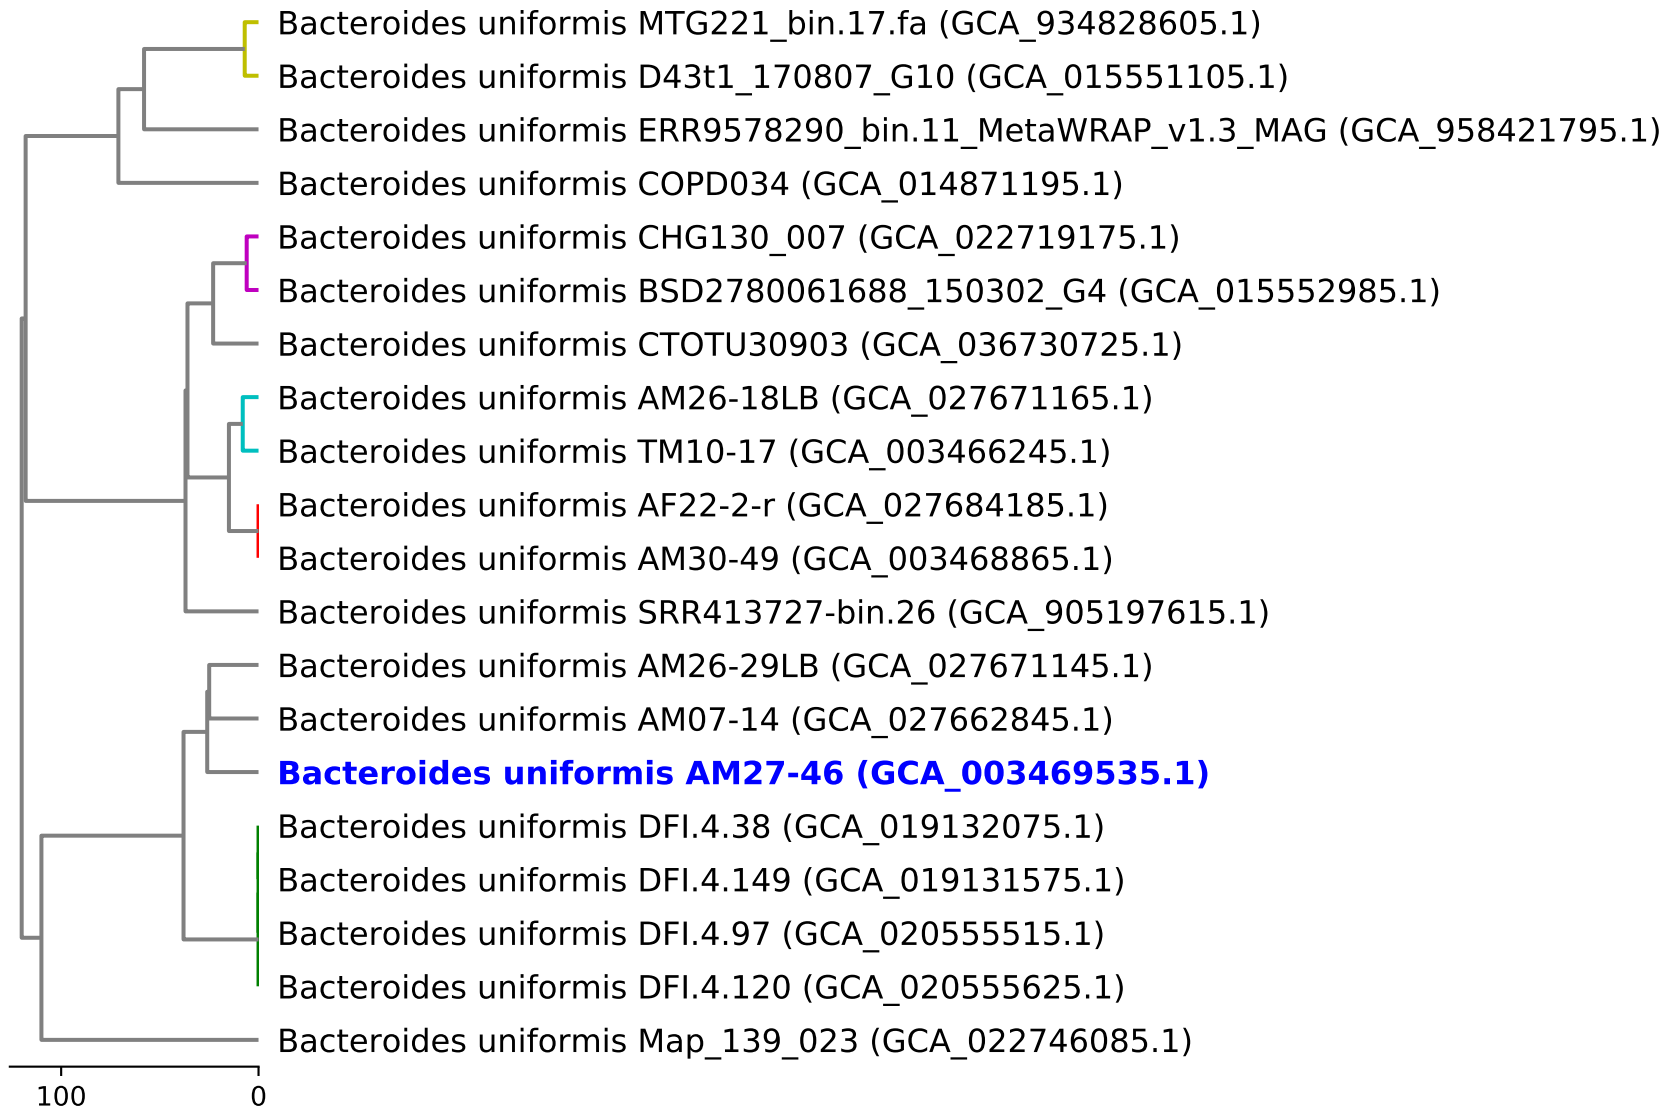 Bacteroides uniformis MTG221_bin.17.fa (GCA_934828605.1)
Bacteroides uniformis D43t1_170807_G10 (GCA_015551105.1)
Bacteroides uniformis ERR9578290_bin.11_MetaWRAP_v1.3_MAG (GCA_958421795.1)
Bacteroides uniformis COPD034 (GCA_014871195.1)
Bacteroides uniformis CHG130_007 (GCA_022719175.1)
Bacteroides uniformis BSD2780061688_150302_G4 (GCA_015552985.1)
Bacteroides uniformis CTOTU30903 (GCA_036730725.1)
Bacteroides uniformis AM26-18LB (GCA_027671165.1)
Bacteroides uniformis TM10-17 (GCA_003466245.1)
Bacteroides uniformis AF22-2-r (GCA_027684185.1)
Bacteroides uniformis AM30-49 (GCA_003468865.1)
Bacteroides uniformis SRR413727-bin.26 (GCA_905197615.1)
Bacteroides uniformis AM26-29LB (GCA_027671145.1)
Bacteroides uniformis AM07-14 (GCA_027662845.1)
Bacteroides uniformis AM27-46 (GCA_003469535.1)
Bacteroides uniformis DFI.4.38 (GCA_019132075.1)
Bacteroides uniformis DFI.4.149 (GCA_019131575.1)
Bacteroides uniformis DFI.4.97 (GCA_020555515.1)
Bacteroides uniformis DFI.4.120 (GCA_020555625.1)
Bacteroides uniformis Map_139_023 (GCA_022746085.1)
100 0